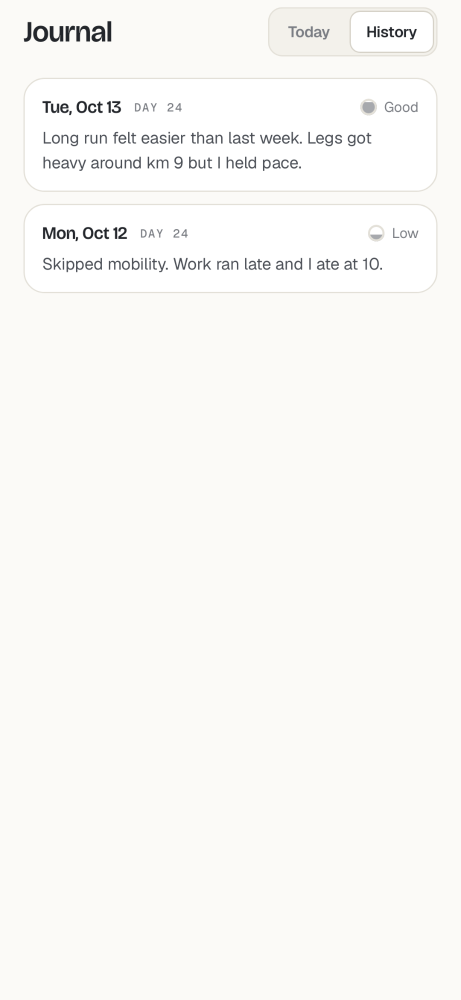 Journal
Today
History
Tue, Oct 13 DAY 24
Good
Long run felt easier than last week. Legs got
heavy around km 9 but I held pace.
Mon, Oct 12 DAY 24
Low
Skipped mobility. Work ran late and I ate at 10.